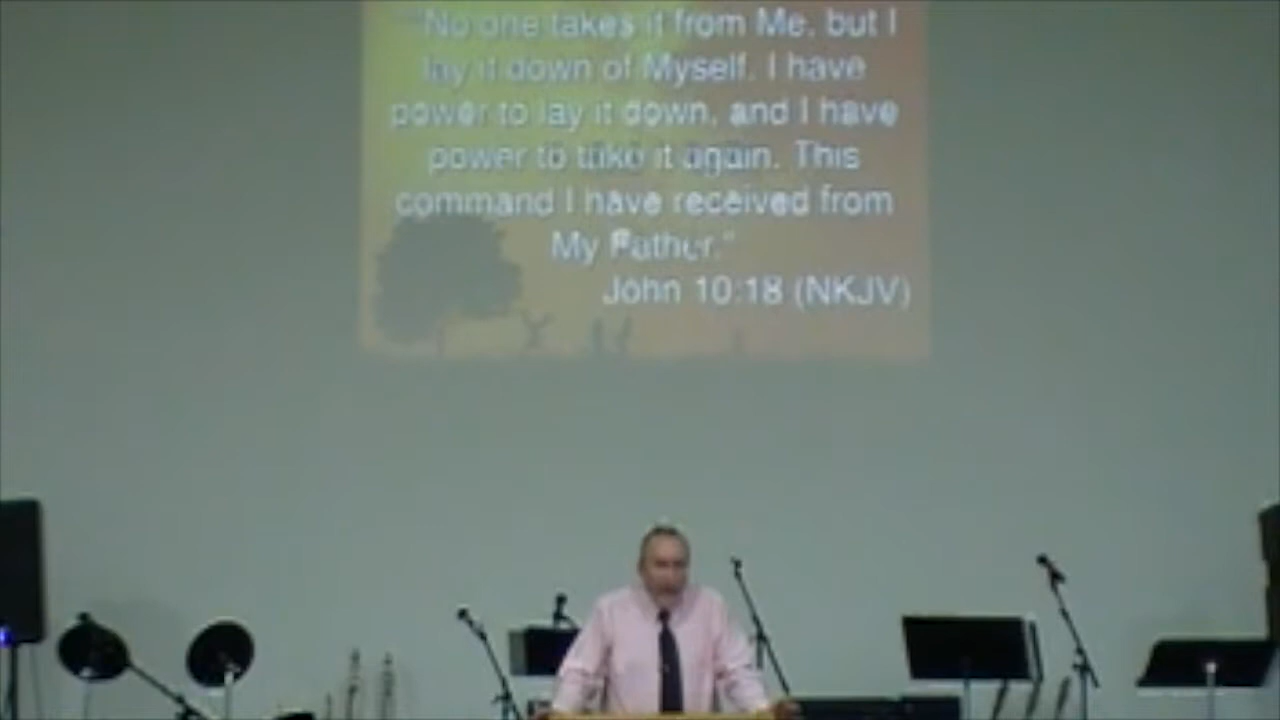 "No one takes it from Me, but I
lay it down of Myself. I have
power to lay it down, and I have
power to take it again. This
command I have received from
My Father."
John 10:18 (NKJV)